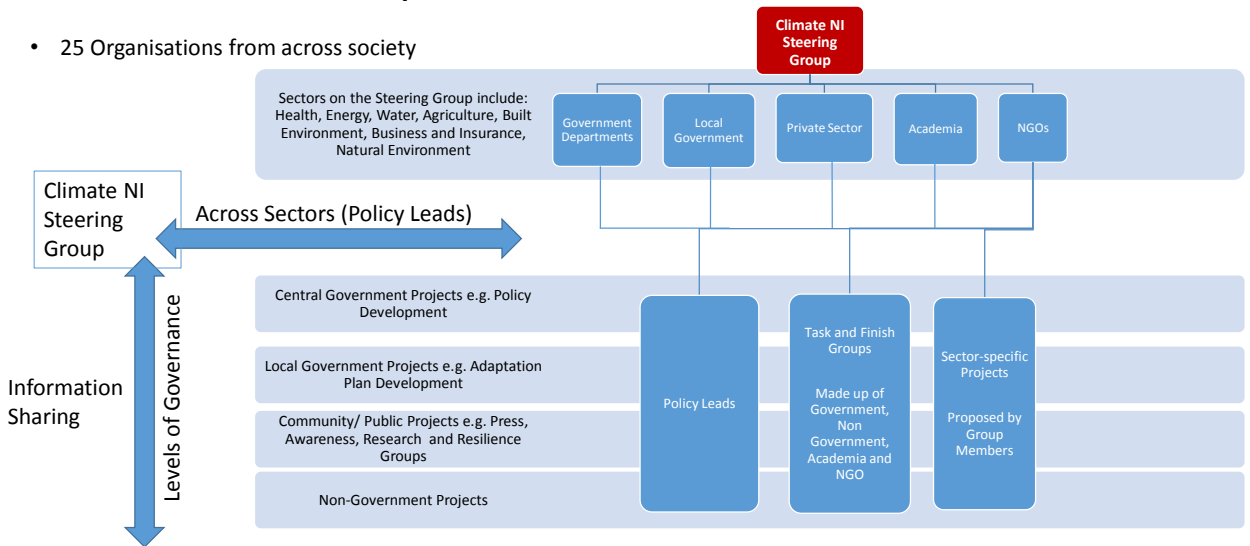 • 25 Organisations from across society
Climate NI
Steering
Group
Sectors on the Steering Group include:
Health, Energy, Water, Agriculture, Built
Environment, Business and Insurance,
Natural Environment
Government
Departments
Local
Government
Private Sector
Academia
NGOs
Climate NI
Steering
Group
Across Sectors (Policy Leads)
Information
Sharing
Levels of Governance
Central Government Projects e.g. Policy
Development
Local Government Projects e.g. Adaptation
Plan Development
Community/ Public Projects e.g. Press,
Awareness, Research and Resilience
Groups
Non-Government Projects
Policy Leads
Task and Finish
Groups
Made up of
Government,
Non
Government,
Academia and
NGO
Sector-specific
Projects
Proposed by
Group
Members